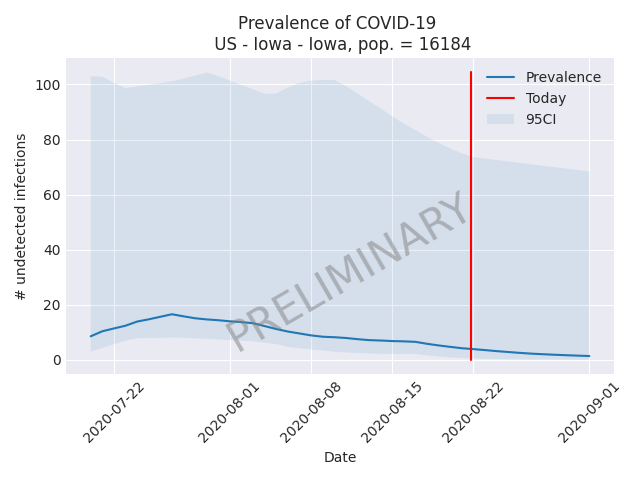 Prevalence of COVID-19
US - Iowa - Iowa, pop. = 16184
Prevalence
Today
95CI
100
80
60
40
20
0
# undetected infections
PRELIMINARY
2020-07-22
2020-08-01
2020-08-08
2020-08-15
2020-08-22
2020-09-01
Date